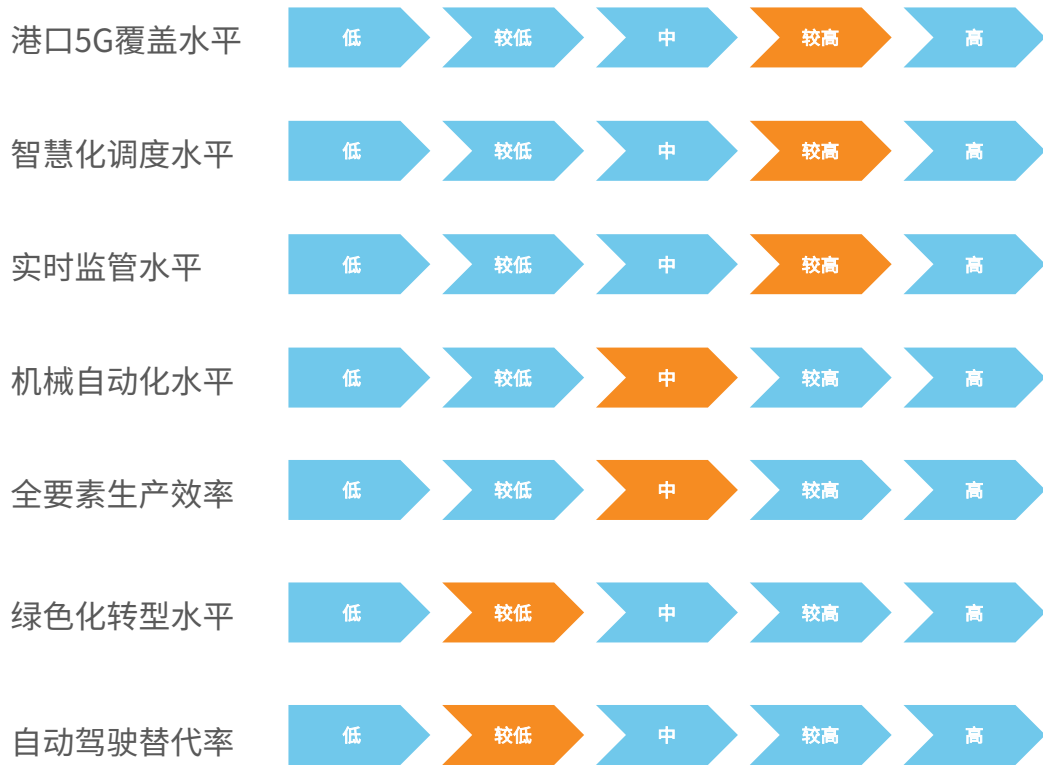 港口5G覆盖水平 低 较低 中 较高 高
智慧化调度水平 低 较低 中 较高 高
实时监管水平 低 较低 中 较高 高
机械自动化水平 低 较低 中 较高 高
全要素生产效率 低 较低 中 较高 高
绿色化转型水平 低 较低 中 较高 高
自动驾驶替代率 低 较低 中 较高 高